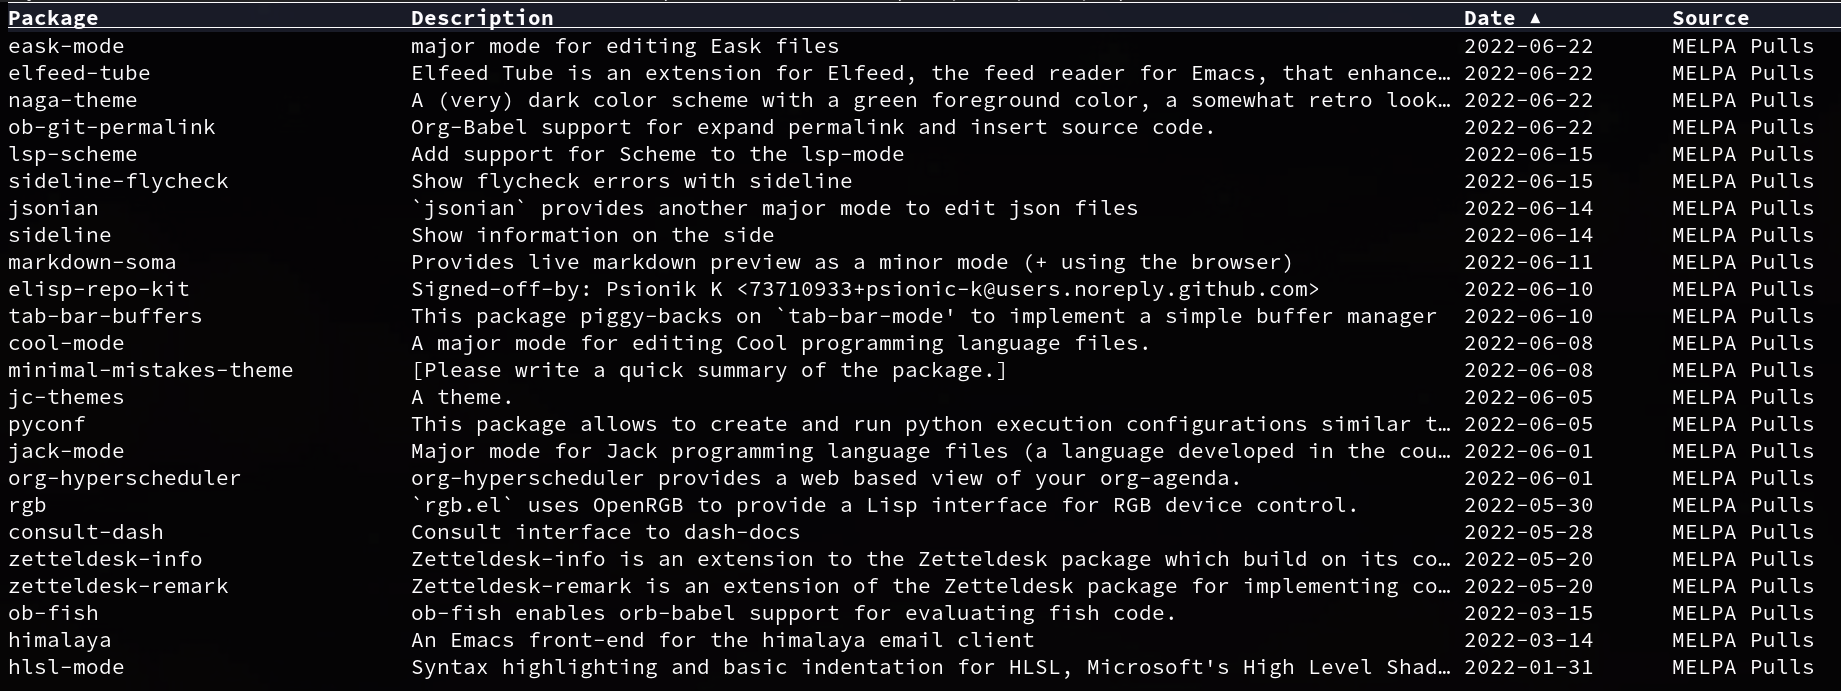 Package Description Date ▲ Source
eask-mode major mode for editing Eask files 2022-06-22 MELPA Pulls
elfeed-tube Elfeed Tube is an extension for Elfeed, the feed reader for Emacs, that enhance… 2022-06-22 MELPA Pulls
naga-theme A (very) dark color scheme with a green foreground color, a somewhat retro look… 2022-06-22 MELPA Pulls
ob-git-permalink Org-Babel support for expand permalink and insert source code. 2022-06-22 MELPA Pulls
lsp-scheme Add support for Scheme to the lsp-mode 2022-06-15 MELPA Pulls
sideline-flycheck Show flycheck errors with sideline 2022-06-15 MELPA Pulls
jsonian `jsonian` provides another major mode to edit json files 2022-06-14 MELPA Pulls
sideline Show information on the side 2022-06-14 MELPA Pulls
markdown-soma Provides live markdown preview as a minor mode (+ using the browser) 2022-06-11 MELPA Pulls
elisp-repo-kit Signed-off-by: Psionik K <73710933+psionic-k@users.noreply.github.com> 2022-06-10 MELPA Pulls
tab-bar-buffers This package piggy-backs on `tab-bar-mode' to implement a simple buffer manager 2022-06-10 MELPA Pulls
cool-mode A major mode for editing Cool programming language files. 2022-06-08 MELPA Pulls
minimal-mistakes-theme [Please write a quick summary of the package.] 2022-06-08 MELPA Pulls
jc-themes A theme. 2022-06-05 MELPA Pulls
pyconf This package allows to create and run python execution configurations similar t… 2022-06-05 MELPA Pulls
jack-mode Major mode for Jack programming language files (a language developed in the cou… 2022-06-01 MELPA Pulls
org-hyperscheduler org-hyperscheduler provides a web based view of your org-agenda. 2022-06-01 MELPA Pulls
rgb `rgb.el` uses OpenRGB to provide a Lisp interface for RGB device control. 2022-05-30 MELPA Pulls
consult-dash Consult interface to dash-docs 2022-05-28 MELPA Pulls
zetteldesk-info Zetteldesk-info is an extension to the Zetteldesk package which build on its co… 2022-05-20 MELPA Pulls
zetteldesk-remark Zetteldesk-remark is an extension of the Zetteldesk package for implementing co… 2022-05-20 MELPA Pulls
ob-fish ob-fish enables orb-babel support for evaluating fish code. 2022-03-15 MELPA Pulls
himalaya An Emacs front-end for the himalaya email client 2022-03-14 MELPA Pulls
hlsl-mode Syntax highlighting and basic indentation for HLSL, Microsoft's High Level Shad… 2022-01-31 MELPA Pulls